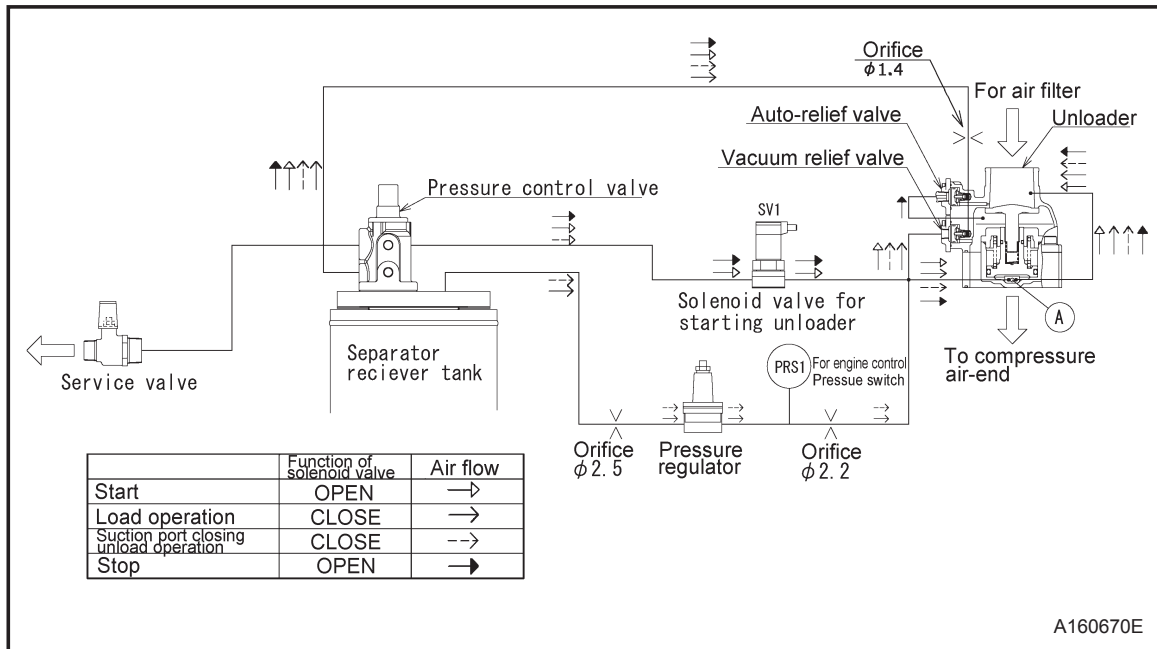 Orifice
φ1.4
For air filter
Auto-relief valve
Unloader
Vacuum relief valve
Pressure control valve
SV1
Solenoid valve for
starting unloader
A
To compressure
air-end
Separator
reciever tank
Service valve
PRS1
For engine control
Pressue switch
Orifice
φ2.5
Pressure
regulator
Orifice
φ2.2
Function of
solenoid valve
Air flow
Start OPEN
Load operation CLOSE
Suction port closing
unload operation CLOSE
Stop OPEN
A160670E